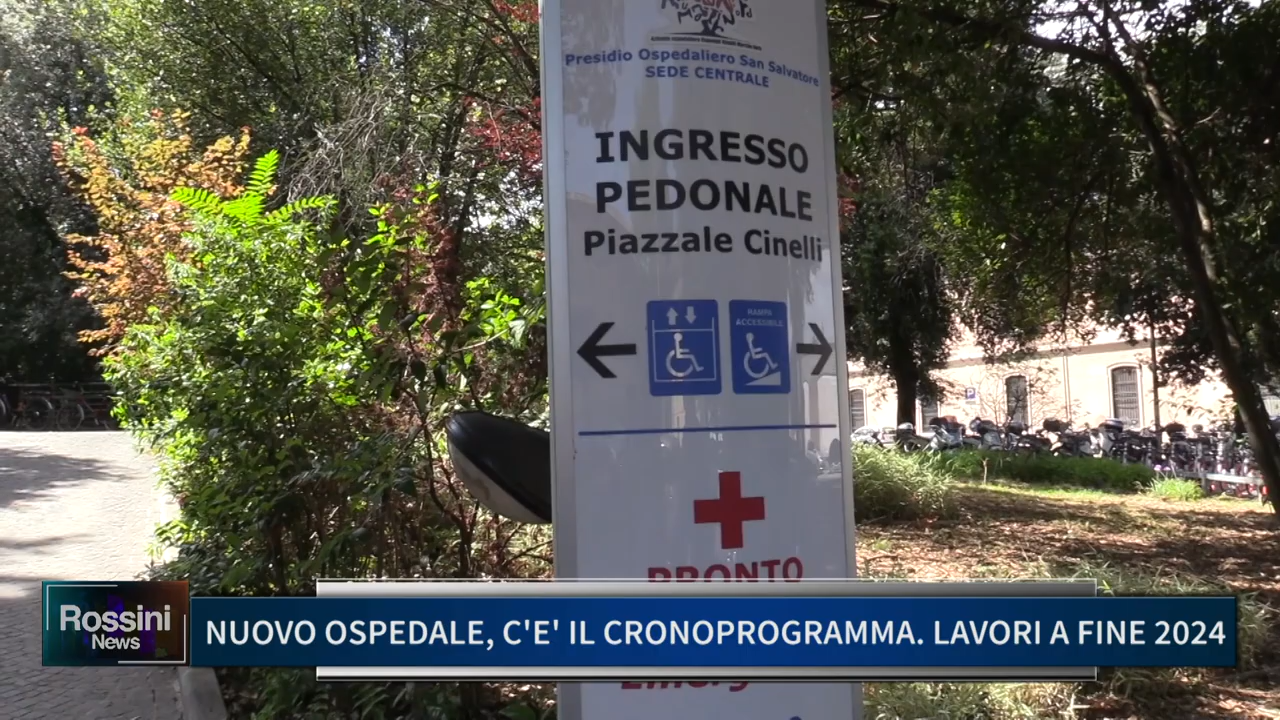 Presidio Ospedaliero San Salvatore
SEDE CENTRALE
INGRESSO
PEDONALE
Piazzale Cinelli
RAMPA
ACCESSIBILE
PRONTO
Rossini
News
NUOVO OSPEDALE, C'E' IL CRONOPROGRAMMA. LAVORI A FINE 2024